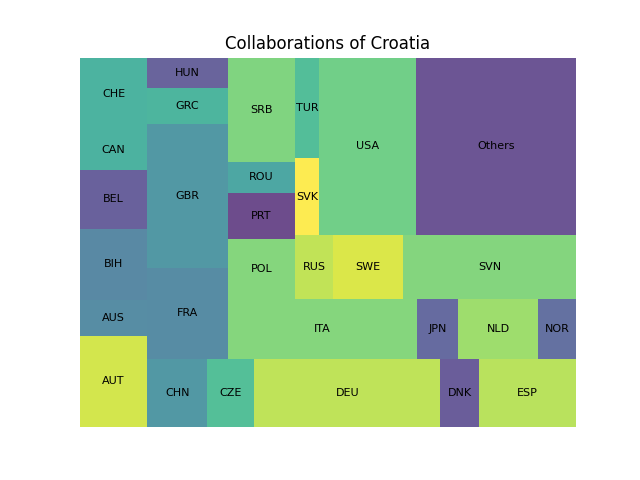 Collaborations of Croatia
CHE
CAN
BEL
BIH
AUS
AUT
HUN
GRC
GBR
FRA
CHN
CZE
DEU
DNK
ESP
SRB
ROU
PRT
POL
ITA
JPN
NLD
NOR
TUR
SVK
RUS
SWE
SVN
USA
Others